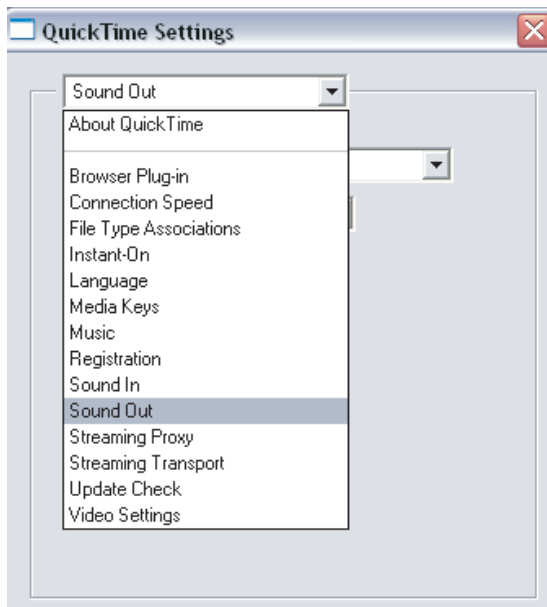 QuickTime Settings
Sound Out
About QuickTime
Browser Plug-in
Connection Speed
File Type Associations
Instant-On
Language
Media Keys
Music
Registration
Sound In
Sound Out
Streaming Proxy
Streaming Transport
Update Check
Video Settings